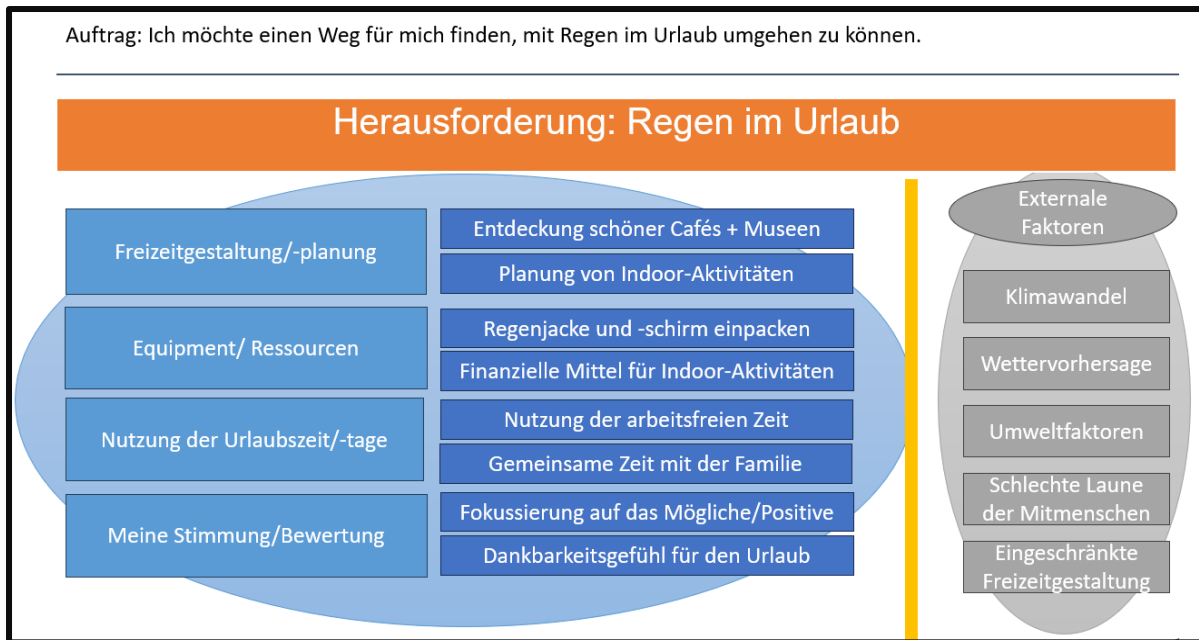 Auftrag: Ich möchte einen Weg für mich finden, mit Regen im Urlaub umgehen zu können.
Herausforderung: Regen im Urlaub
Freizeitgestaltung/-planung
Entdeckung schöner Cafés + Museen
Planung von Indoor-Aktivitäten
Equipment/ Ressourcen
Regenjacke und -schirm einpacken
Finanzielle Mittel für Indoor-Aktivitäten
Nutzung der Urlaubszeit/-tage
Nutzung der arbeitsfreien Zeit
Gemeinsame Zeit mit der Familie
Meine Stimmung/Bewertung
Fokussierung auf das Mögliche/Positive
Dankbarkeitsgefühl für den Urlaub
Externale
Faktoren
Klimawandel
Wettervorhersage
Umweltfaktoren
Schlechte Laune
der Mitmenschen
Eingeschränkte
Freizeitgestaltung